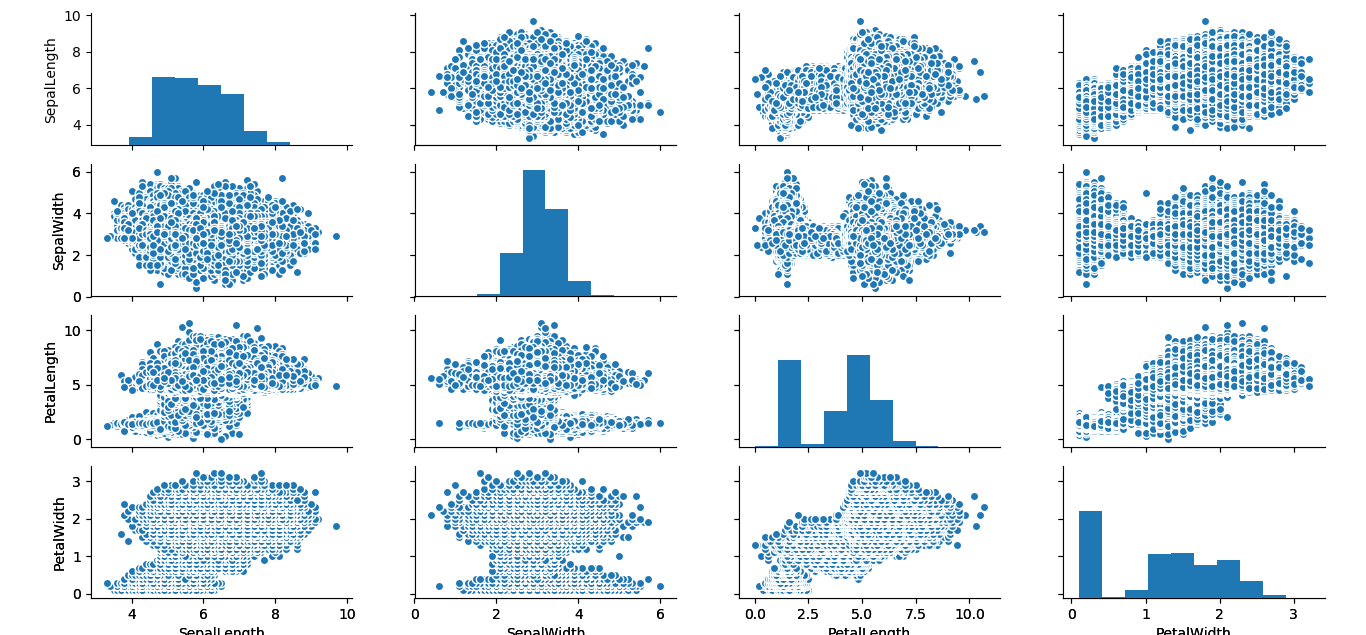 SepalLength
10
8
6
4
SepalWidth
6
4
2
0
PetalLength
10
5
0
PetalWidth
3
2
1
0
4 6 8 10
0 2 4 6
0.0 2.5 5.0 7.5 10.0
0 1 2 3
SepalLength SepalWidth PetalLength PetalWidth